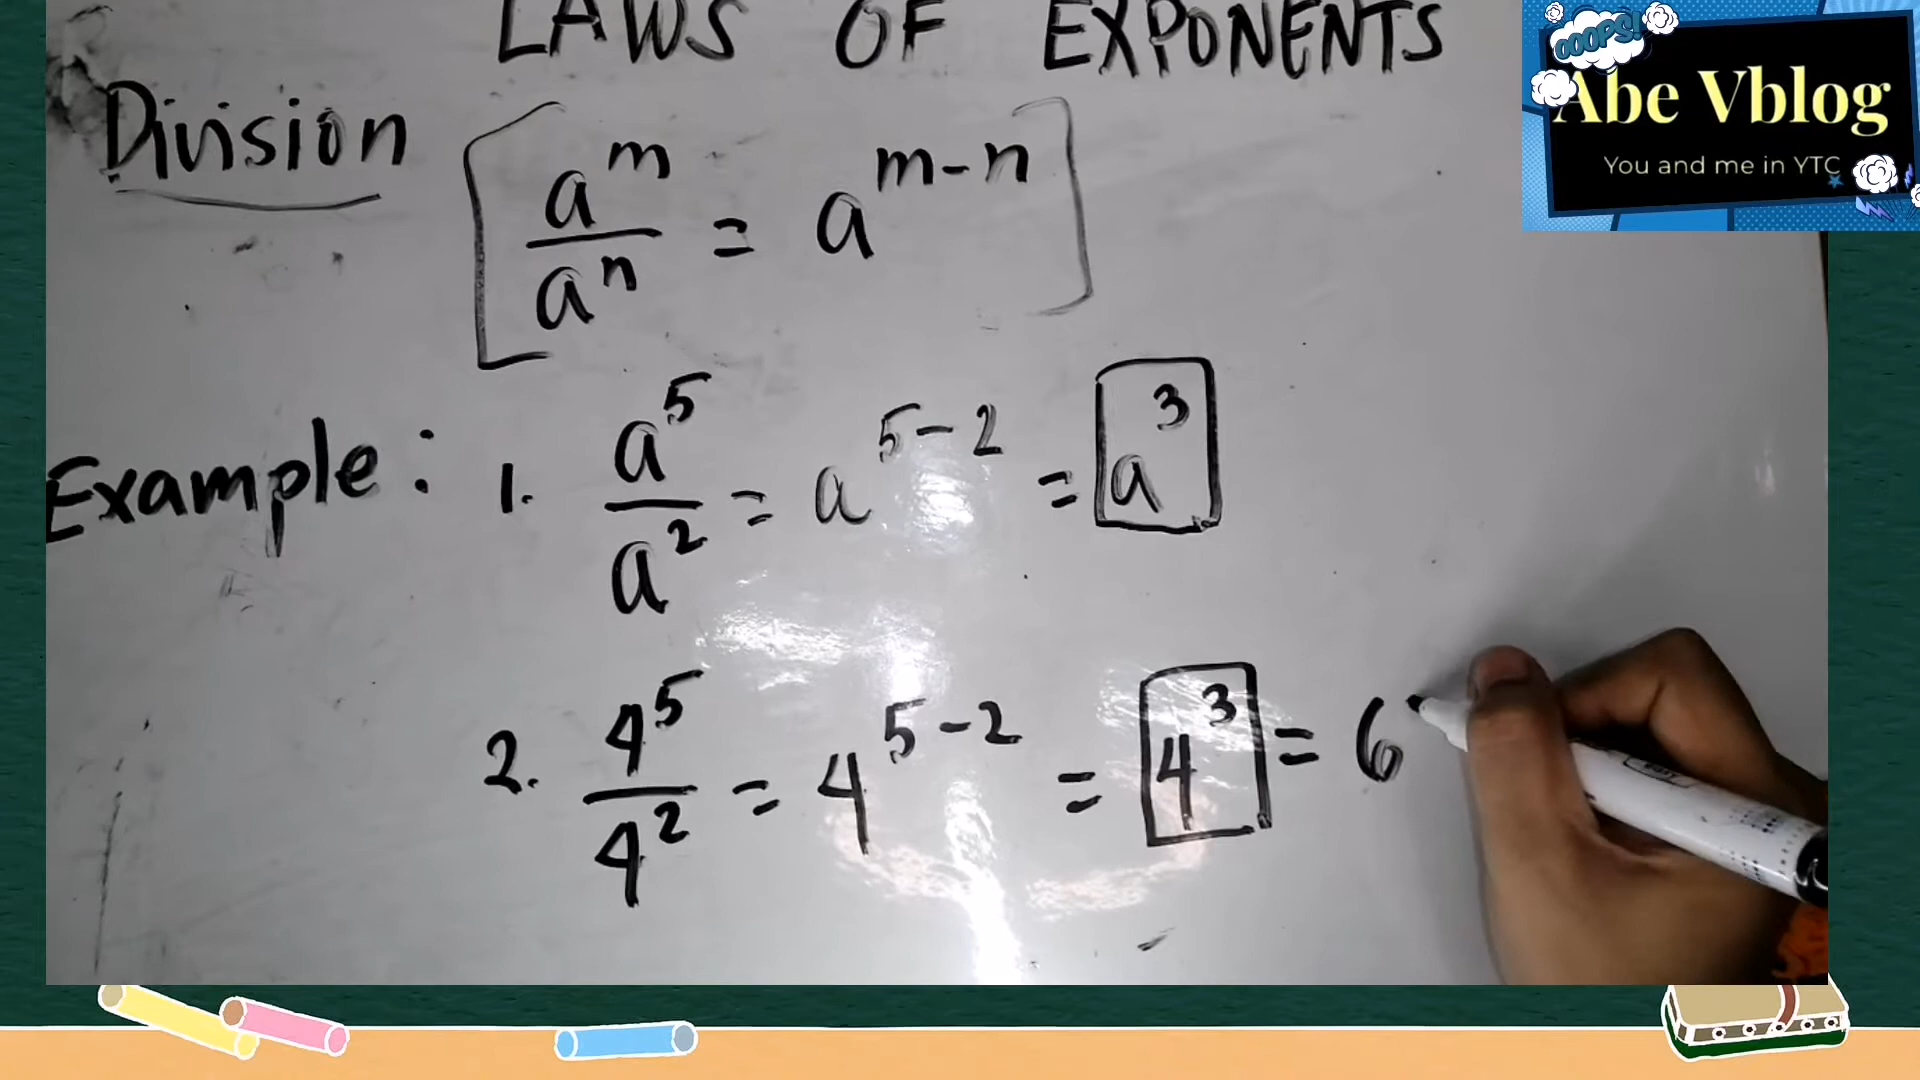 LAWS OF EXPONENTS
OOOPS!
Abe Vblog
You and me in YTC
Division [a^m/a^n = a^(m-n)]
Example: 1. a^5/a^2 = a^(5-2) = a^3
2. 4^5/4^2 = 4^(5-2) = 4^3 = 6